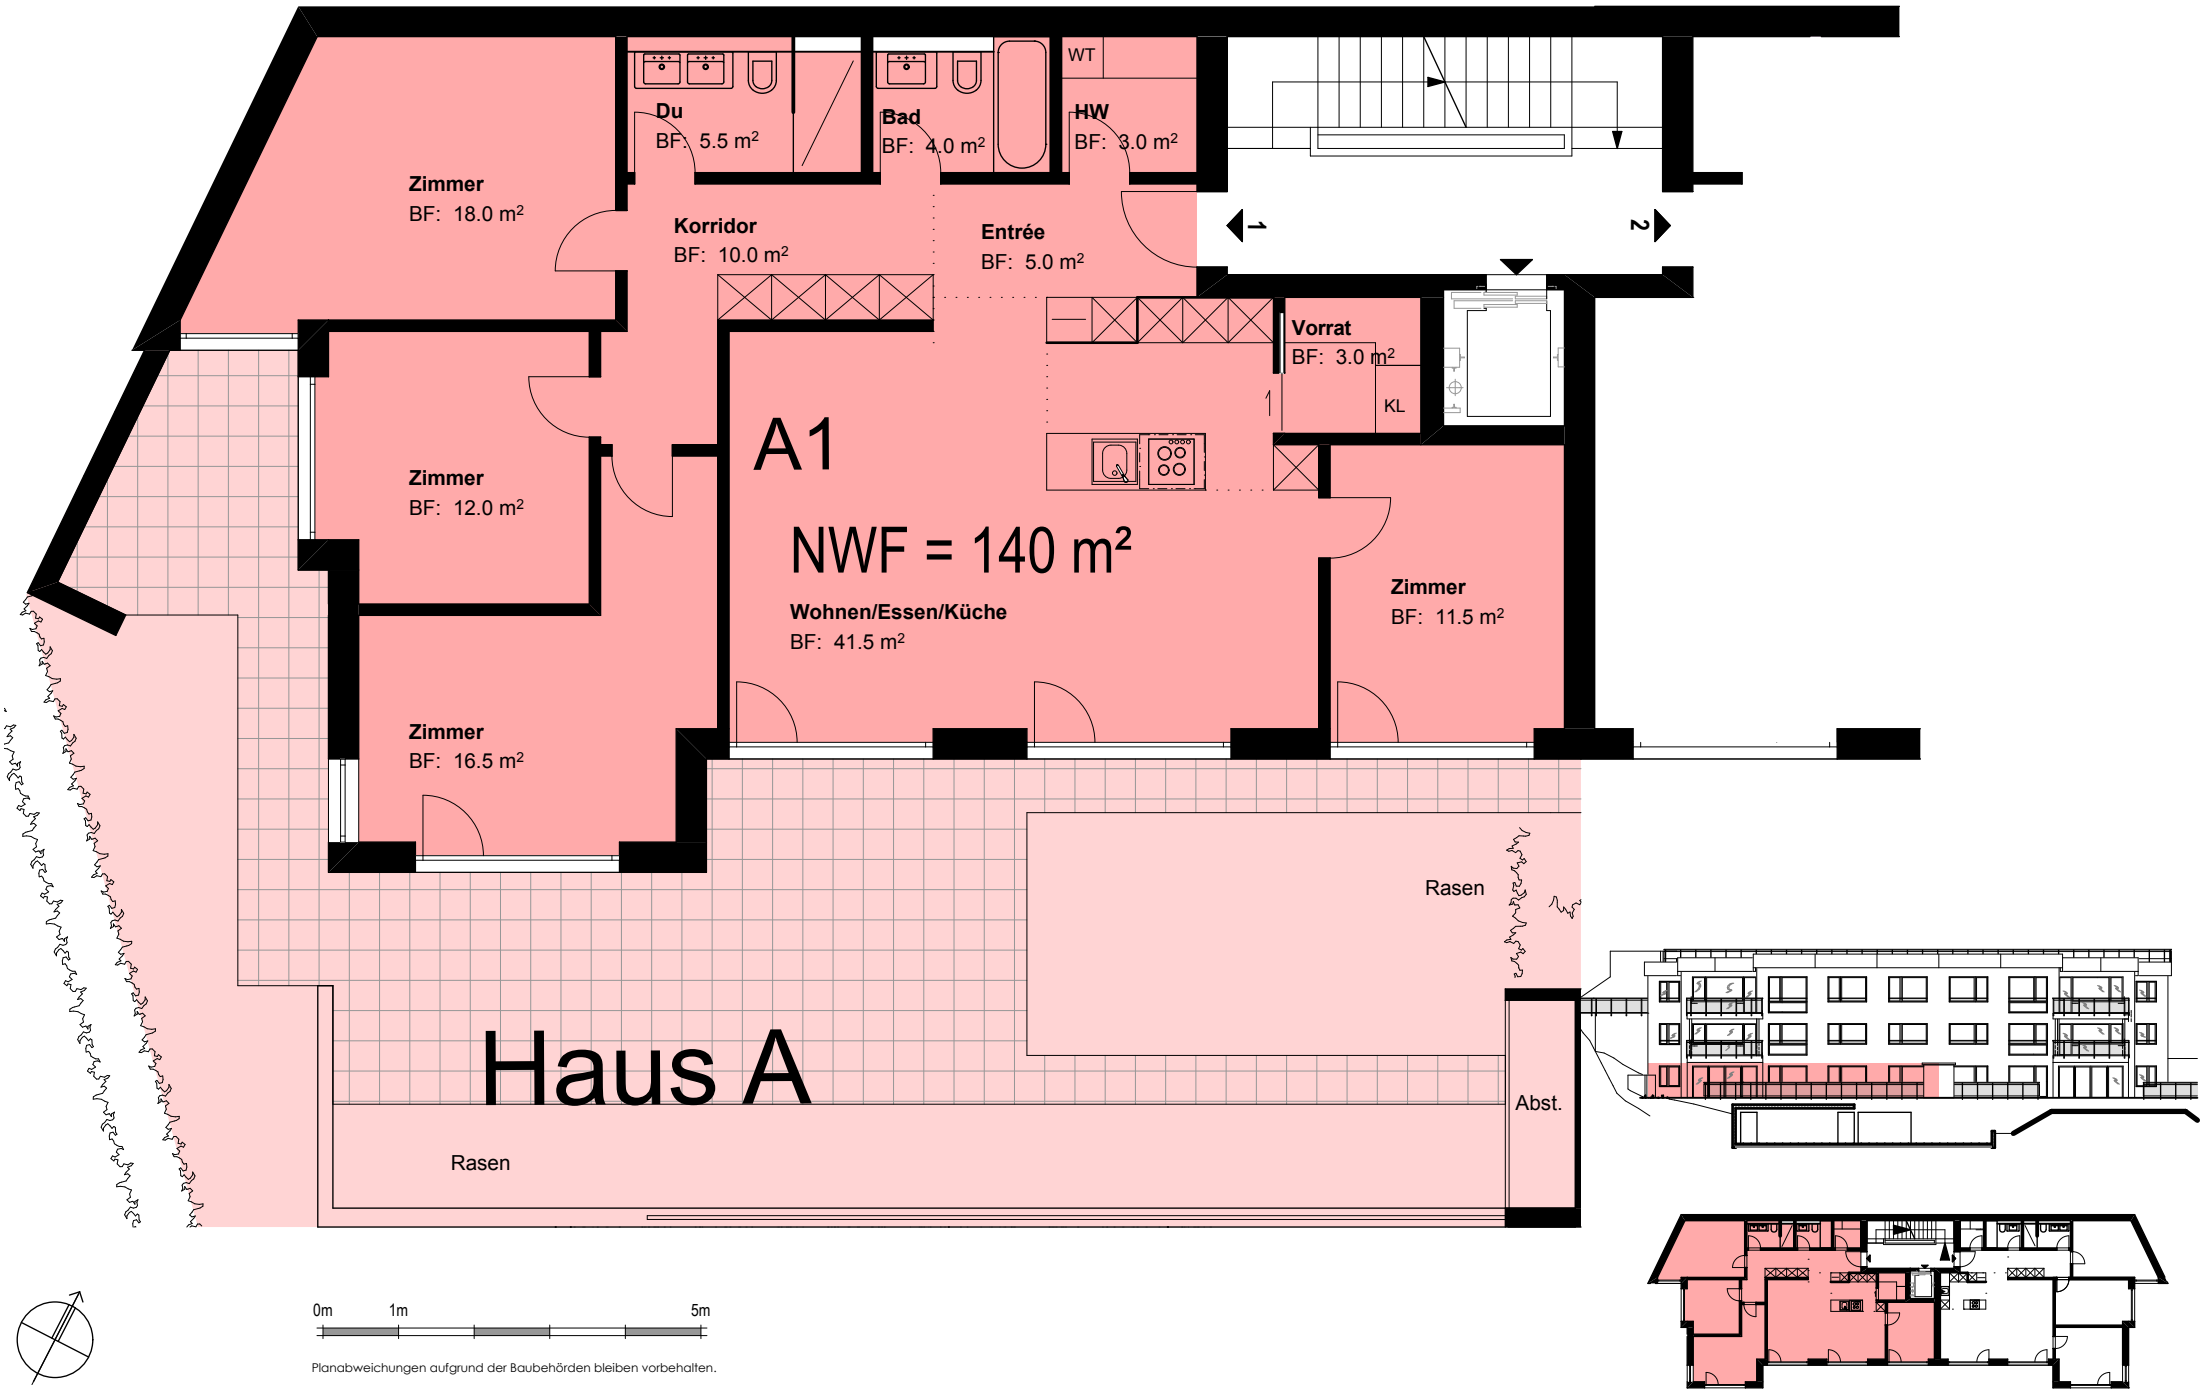 WT
Du
BF: 5.5 m²
Bad
BF: 4.0 m²
HW
BF: 3.0 m²
Zimmer
BF: 18.0 m²
Korridor
BF: 10.0 m²
Entrée
BF: 5.0 m²
1
2
Vorrat
BF: 3.0 m²
KL
A1
Zimmer
BF: 12.0 m²
NWF = 140 m²
Wohnen/Essen/Küche
BF: 41.5 m²
Zimmer
BF: 11.5 m²
Zimmer
BF: 16.5 m²
Rasen
Haus A
Abst.
Rasen
0m 1m 5m
Planabweichungen aufgrund der Baubehörden bleiben vorbehalten.